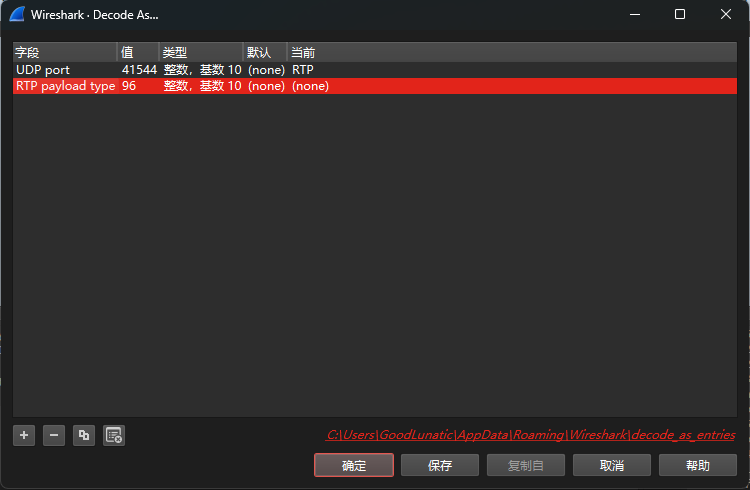 Wireshark · Decode As...
字段 值 类型 默认 当前
UDP port 41544 整数，基数 10 (none) RTP
RTP payload type 96 整数，基数 10 (none) (none)
C:\Users\GoodLunatic\AppData\Roaming\Wireshark\decode_as_entries
确定 保存 复制自 取消 帮助